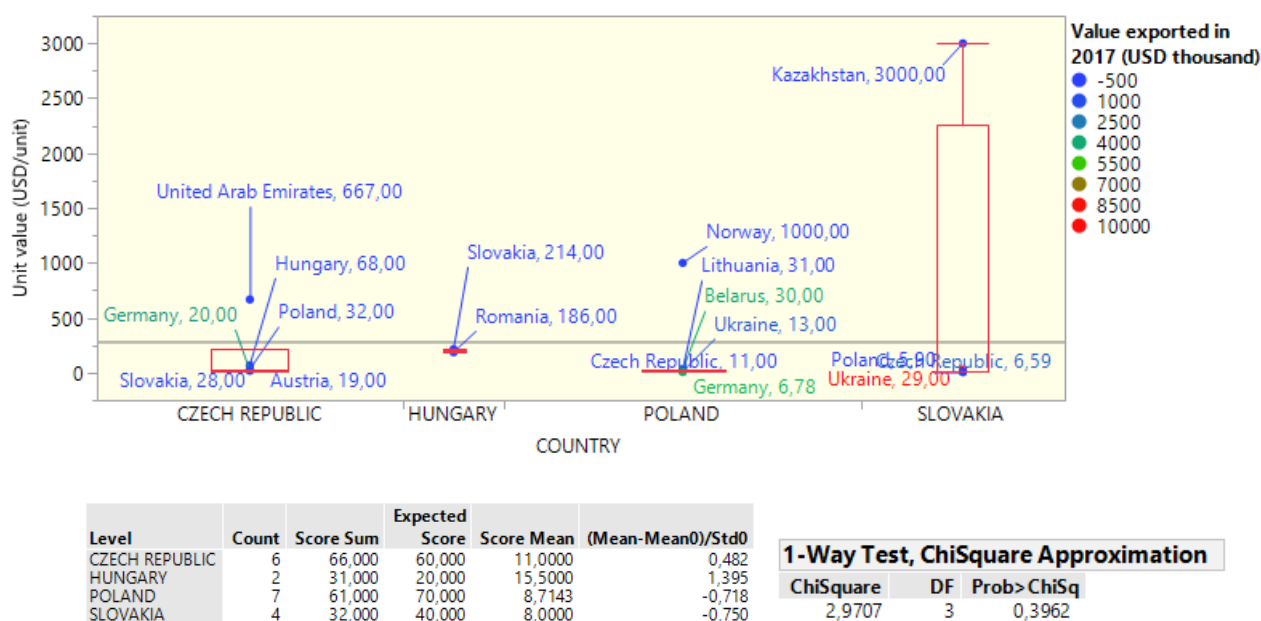 Value exported in
2017 (USD thousand)
-500
1000
2500
4000
5500
7000
8500
10000
Unit value (USD/unit)
3000
2500
2000
1500
1000
500
0
Kazakhstan, 3000,00
United Arab Emirates, 667,00
Norway, 1000,00
Slovakia, 214,00
Hungary, 68,00
Lithuania, 31,00
Belarus, 30,00
Germany, 20,00
Poland, 32,00
Romania, 186,00
Ukraine, 13,00
Czech Republic, 11,00
Poland, 5,90
Czech Republic, 6,59
Slovakia, 28,00
Austria, 19,00
Germany, 6,78
Ukraine, 29,00
CZECH REPUBLIC
HUNGARY
POLAND
SLOVAKIA
COUNTRY
Level Count Score Sum Expected Score Score Mean (Mean-Mean0)/Std0
CZECH REPUBLIC 6 66,000 60,000 11,0000 0,482
HUNGARY 2 31,000 20,000 15,5000 1,395
POLAND 7 61,000 70,000 8,7143 -0,718
SLOVAKIA 4 32,000 40,000 8,0000 -0,750
1-Way Test, ChiSquare Approximation
ChiSquare DF Prob>ChiSq
2,9707 3 0,3962